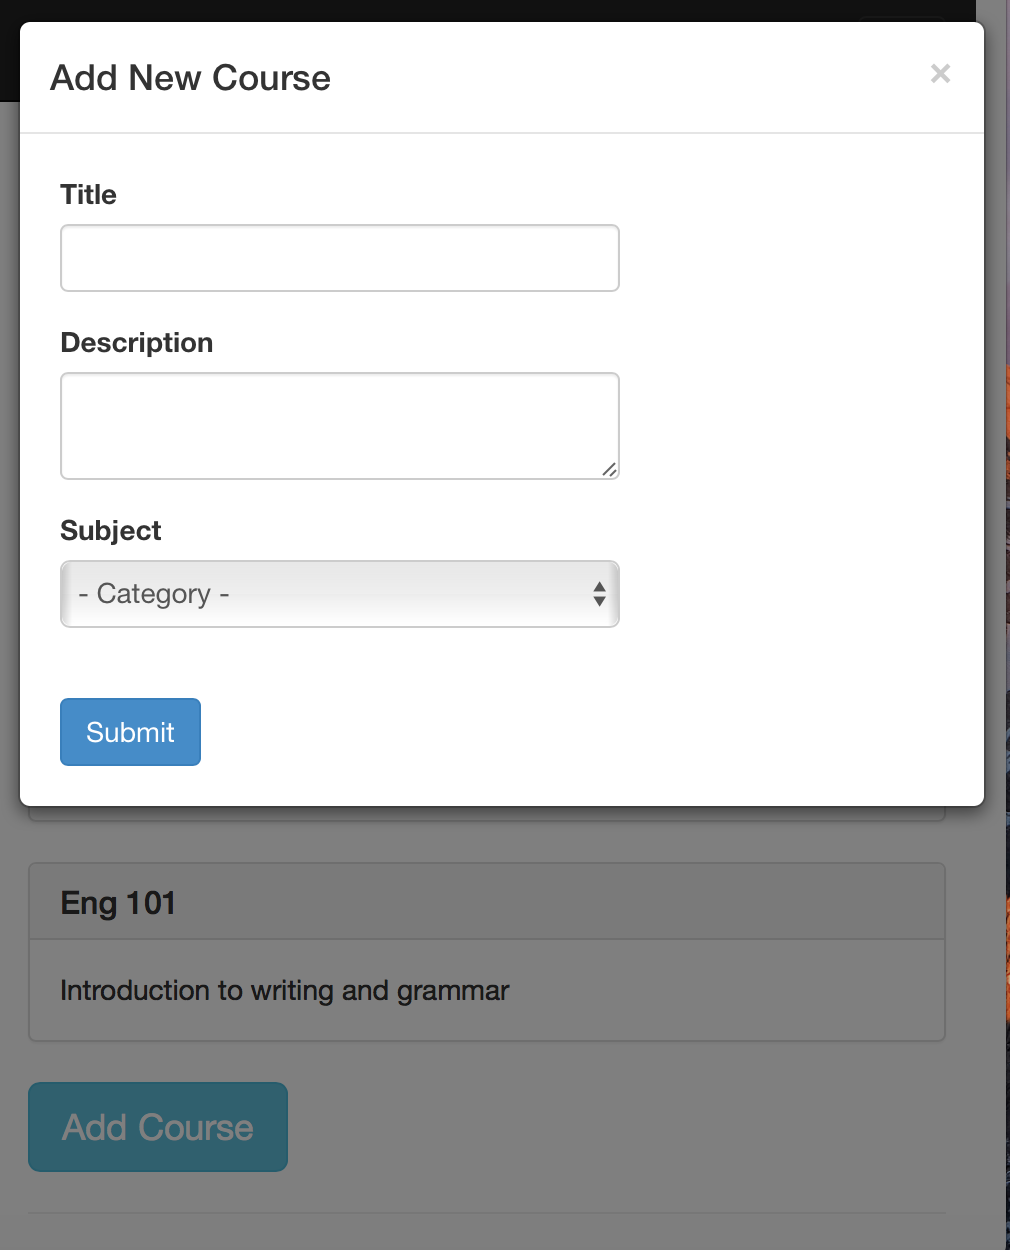 Add New Course ×
Title
Description
Subject
- Category -
Submit
Eng 101
Introduction to writing and grammar
Add Course